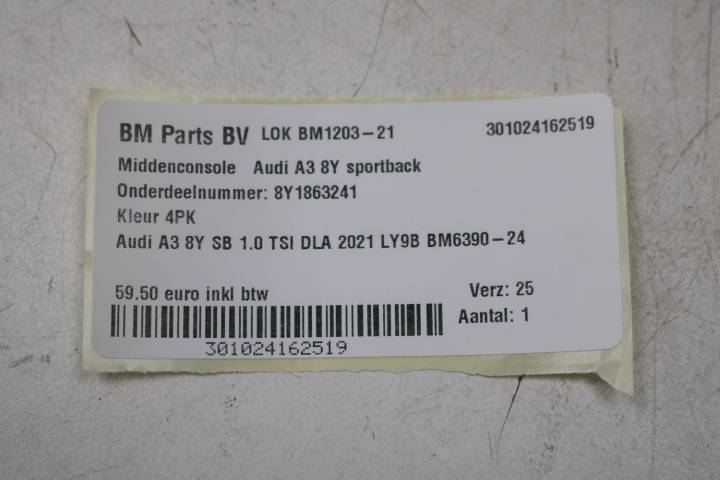 BM Parts BV LOK BM1203-21 301024162519
Middenconsole Audi A3 8Y sportback
Onderdeelnummer: 8Y1863241
Kleur 4PK
Audi A3 8Y SB 1.0 TSI DLA 2021 LY9B BM6390-24
59.50 euro inkl btw Verz: 25
Aantal: 1
301024162519